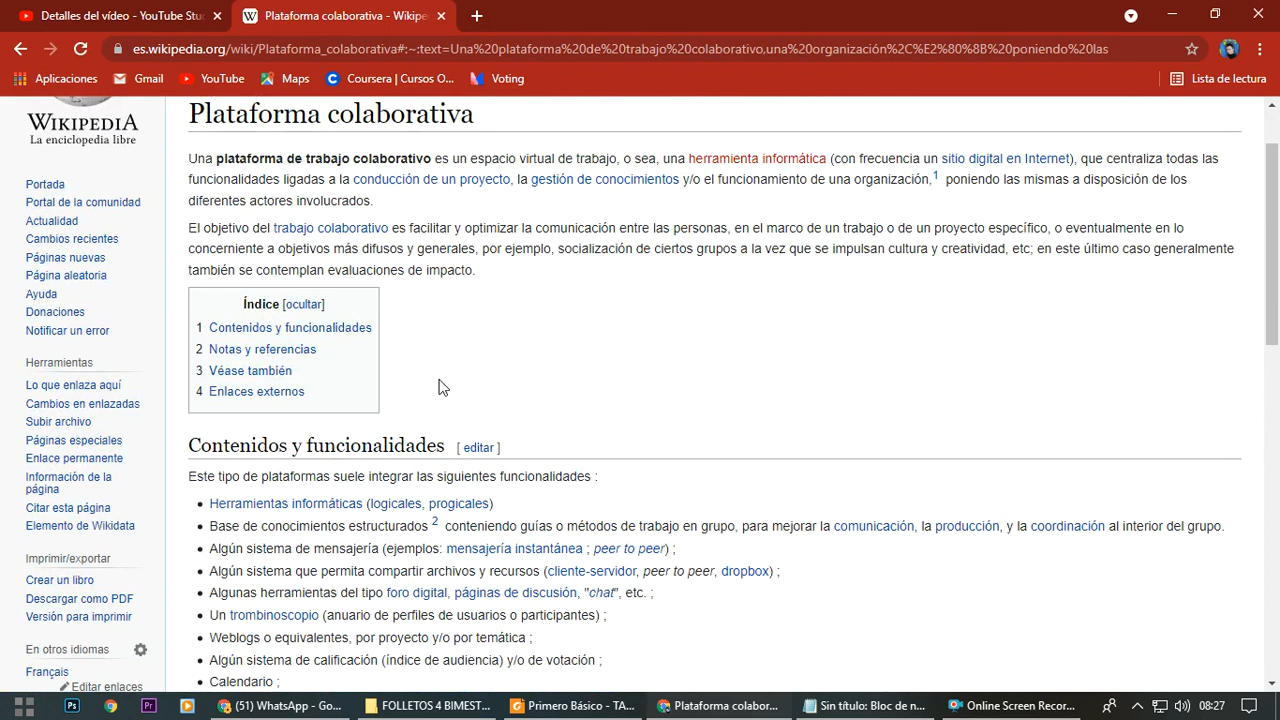 Detalles del vídeo - YouTube Stu
Plataforma colaborativa - Wikipe
es.wikipedia.org/wiki/Plataforma_colaborativa#:~:text=Una%20plataforma%20de%20trabajo%20colaborativo,una%20organización%2C%E2%80%8B%20poniendo%20las
Aplicaciones
Gmail
YouTube
Maps
Coursera | Cursos O...
Voting
Lista de lectura
WIKIPEDIA
La enciclopedia libre
Portada
Portal de la comunidad
Actualidad
Cambios recientes
Páginas nuevas
Página aleatoria
Ayuda
Donaciones
Notificar un error
Herramientas
Lo que enlaza aquí
Cambios en enlazadas
Subir archivo
Páginas especiales
Enlace permanente
Información de la
página
Citar esta página
Elemento de Wikidata
Imprimir/exportar
Crear un libro
Descargar como PDF
Versión para imprimir
En otros idiomas
Français
Editar enlaces
Plataforma colaborativa
Una plataforma de trabajo colaborativo es un espacio virtual de trabajo, o sea, una herramienta informática (con frecuencia un sitio digital en Internet), que centraliza todas las
funcionalidades ligadas a la conducción de un proyecto, la gestión de conocimientos y/o el funcionamiento de una organización,1 poniendo las mismas a disposición de los
diferentes actores involucrados.
El objetivo del trabajo colaborativo es facilitar y optimizar la comunicación entre las personas, en el marco de un trabajo o de un proyecto específico, o eventualmente en lo
concerniente a objetivos más difusos y generales, por ejemplo, socialización de ciertos grupos a la vez que se impulsan cultura y creatividad, etc; en este último caso generalmente
también se contemplan evaluaciones de impacto.
Índice [ocultar]
1 Contenidos y funcionalidades
2 Notas y referencias
3 Véase también
4 Enlaces externos
Contenidos y funcionalidades [ editar ]
Este tipo de plataformas suele integrar las siguientes funcionalidades :
• Herramientas informáticas (logicales, progicales)
• Base de conocimientos estructurados 2 conteniendo guías o métodos de trabajo en grupo, para mejorar la comunicación, la producción, y la coordinación al interior del grupo.
• Algún sistema de mensajería (ejemplos: mensajería instantánea ; peer to peer) ;
• Algún sistema que permita compartir archivos y recursos (cliente-servidor, peer to peer, dropbox) ;
• Algunas herramientas del tipo foro digital, páginas de discusión, "chat", etc. ;
• Un trombinoscopio (anuario de perfiles de usuarios o participantes) ;
• Weblogs o equivalentes, por proyecto y/o por temática ;
• Algún sistema de calificación (índice de audiencia) y/o de votación ;
• Calendario ;
Ps
Pr
(51) WhatsApp - Go...
FOLLETOS 4 BIMEST...
Primero Básico - TA...
Plataforma colabor...
Sin título: Bloc de n...
Online Screen Recor...
08:27